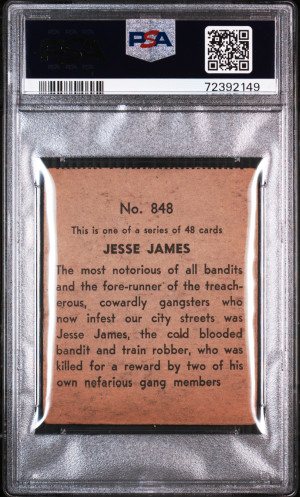 PSA
72392149
No. 848
This is one of a series of 48 cards
JESSE JAMES
The most notorious of all bandits
and the fore-runner of the treach-
erous, cowardly gangsters who
now infest our city streets was
Jesse James, the cold blooded
bandit and train robber, who was
killed for a reward by two of his
own nefarious gang members